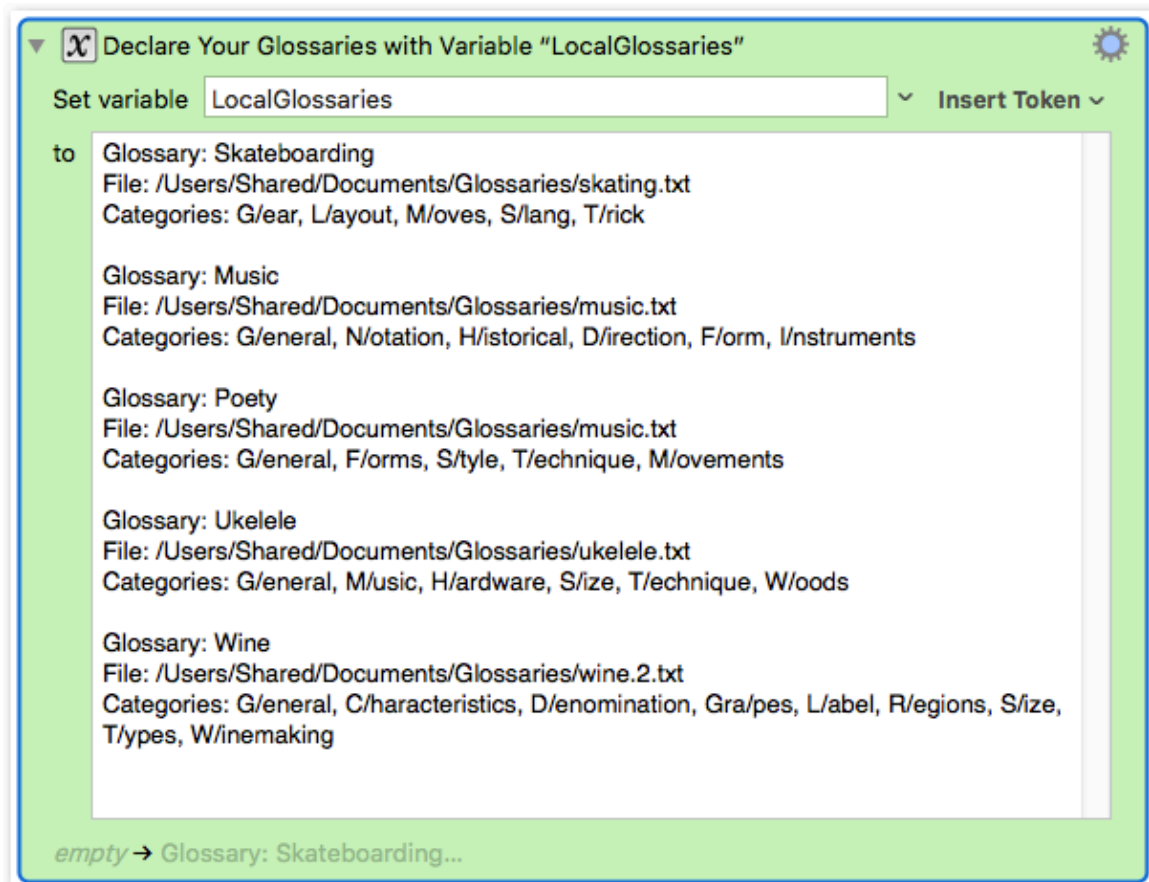 Declare Your Glossaries with Variable “LocalGlossaries”
Set variable LocalGlossaries Insert Token
to
Glossary: Skateboarding
File: /Users/Shared/Documents/Glossaries/skating.txt
Categories: G/ear, L/ayout, M/oves, S/lang, T/rick
Glossary: Music
File: /Users/Shared/Documents/Glossaries/music.txt
Categories: G/eneral, N/otation, H/istorical, D/irection, F/orm, I/nstruments
Glossary: Poety
File: /Users/Shared/Documents/Glossaries/music.txt
Categories: G/eneral, F/orms, S/tyle, T/echnique, M/ovements
Glossary: Ukelele
File: /Users/Shared/Documents/Glossaries/ukelele.txt
Categories: G/eneral, M/usic, H/ardware, S/ize, T/echnique, W/oods
Glossary: Wine
File: /Users/Shared/Documents/Glossaries/wine.2.txt
Categories: G/eneral, C/haracteristics, D/enomination, Gra/pes, L/abel, R/egions, S/ize,
T/ypes, W/inemaking
empty → Glossary: Skateboarding...